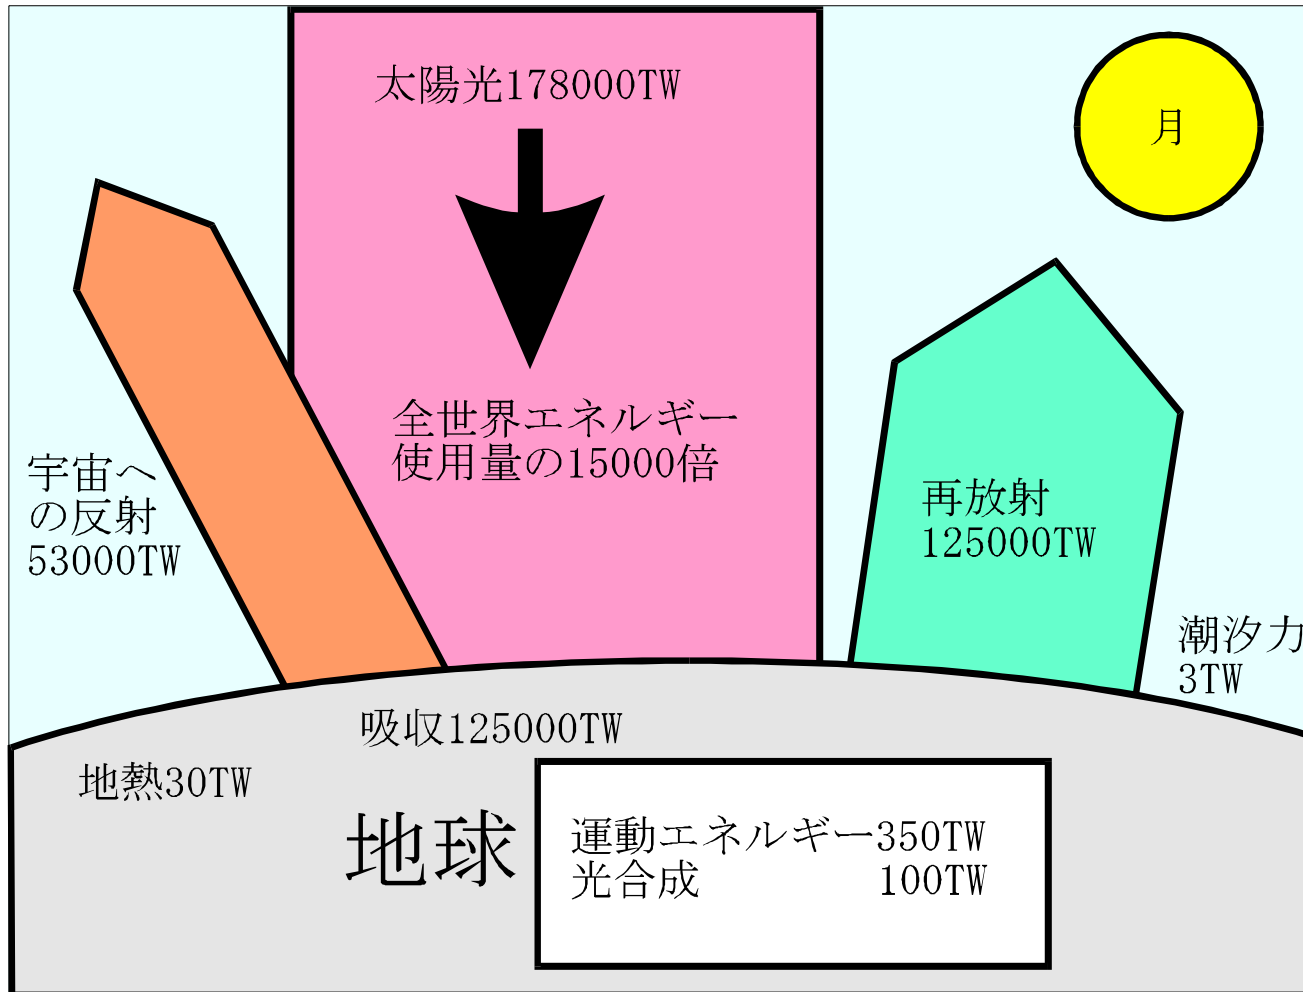 太陽光178000TW
月
全世界エネルギー
使用量の15000倍
宇宙へ
の反射
53000TW
再放射
125000TW
潮汐力
3TW
吸収125000TW
地熱30TW
地球
運動エネルギー350TW
光合成 100TW